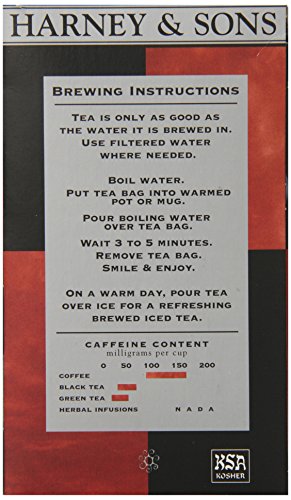 HARNEY & SONS
BREWING INSTRUCTIONS
TEA IS ONLY AS GOOD AS
THE WATER IT IS BREWED IN.
USE FILTERED WATER
WHERE NEEDED.
BOIL WATER.
PUT TEA BAG INTO WARMED
POT OR MUG.
POUR BOILING WATER
OVER TEA BAG.
WAIT 3 TO 5 MINUTES.
REMOVE TEA BAG.
SMILE & ENJOY.
ON A WARM DAY, POUR TEA
OVER ICE FOR A REFRESHING
BREWED ICED TEA.
CAFFEINE CONTENT
milligrams per cup
0 50 100 150 200
COFFEE
BLACK TEA
GREEN TEA
HERBAL INFUSIONS NADA
KSA
KOSHER